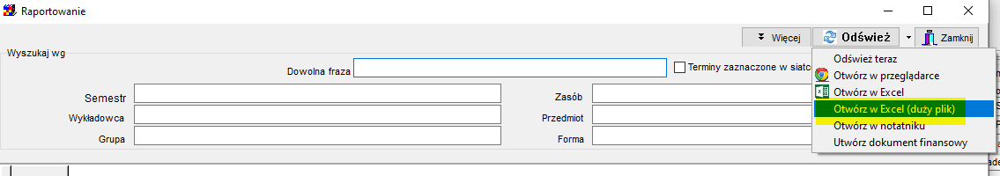 Raportowanie
Więcej
Odśwież
Zamknij
Wyszukaj wg
Dowolna fraza
Terminy zaznaczone w siatce
Semestr
Zasób
Wykładowca
Przedmiot
Grupa
Forma
Odśwież teraz
Otwórz w przeglądarce
Otwórz w Excel
Otwórz w Excel (duży plik)
Otwórz w notatniku
Utwórz dokument finansowy